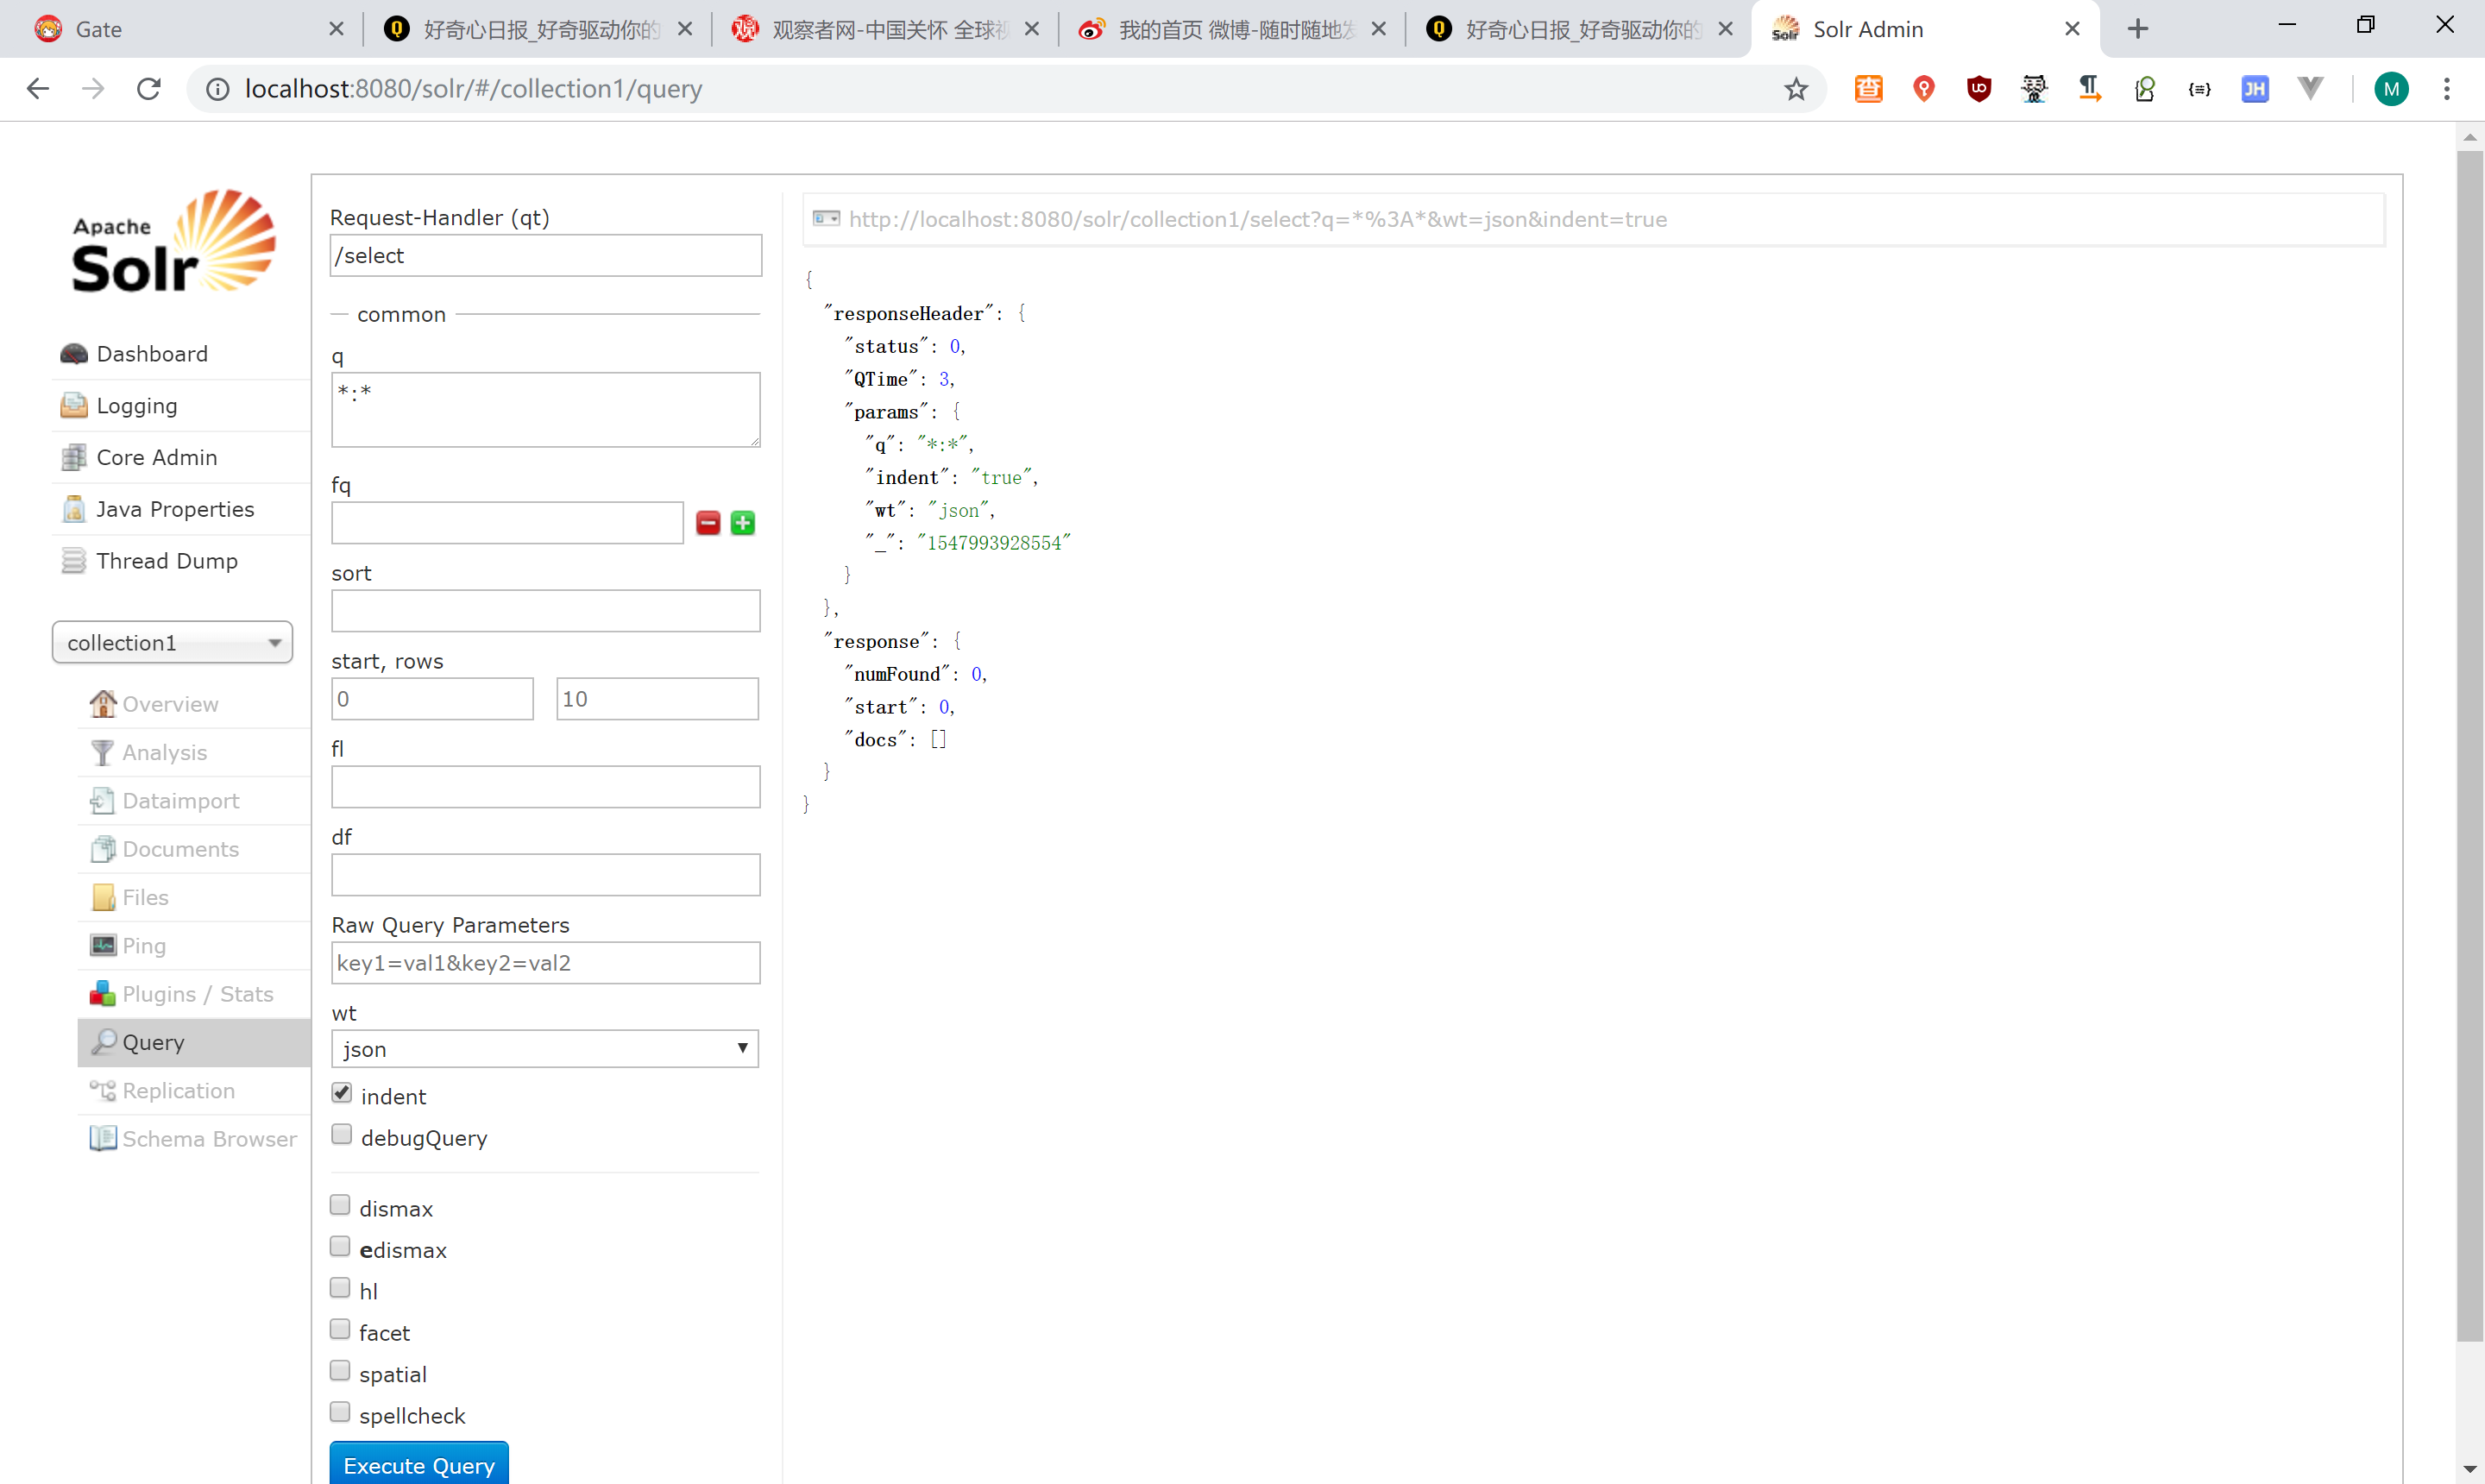 Gate
好奇心日报_好奇驱动你的
观察者网-中国关怀 全球视
我的首页 微博-随时随地发
好奇心日报_好奇驱动你的
Solr Admin
localhost:8080/solr/#/collection1/query
JH
M
Apache
Solr
Dashboard
Logging
Core Admin
Java Properties
Thread Dump
collection1
Overview
Analysis
Dataimport
Documents
Files
Ping
Plugins / Stats
Query
Replication
Schema Browser
Request-Handler (qt)
/select
common
q
*:*
fq
sort
start, rows
0 10
fl
df
Raw Query Parameters
key1=val1&key2=val2
wt
json
indent
debugQuery
dismax
edismax
hl
facet
spatial
spellcheck
Execute Query
http://localhost:8080/solr/collection1/select?q=*%3A*&wt=json&indent=true
{
"responseHeader": {
"status": 0,
"QTime": 3,
"params": {
"q": "*:*",
"indent": "true",
"wt": "json",
"_": "1547993928554"
}
},
"response": {
"numFound": 0,
"start": 0,
"docs": []
}
}